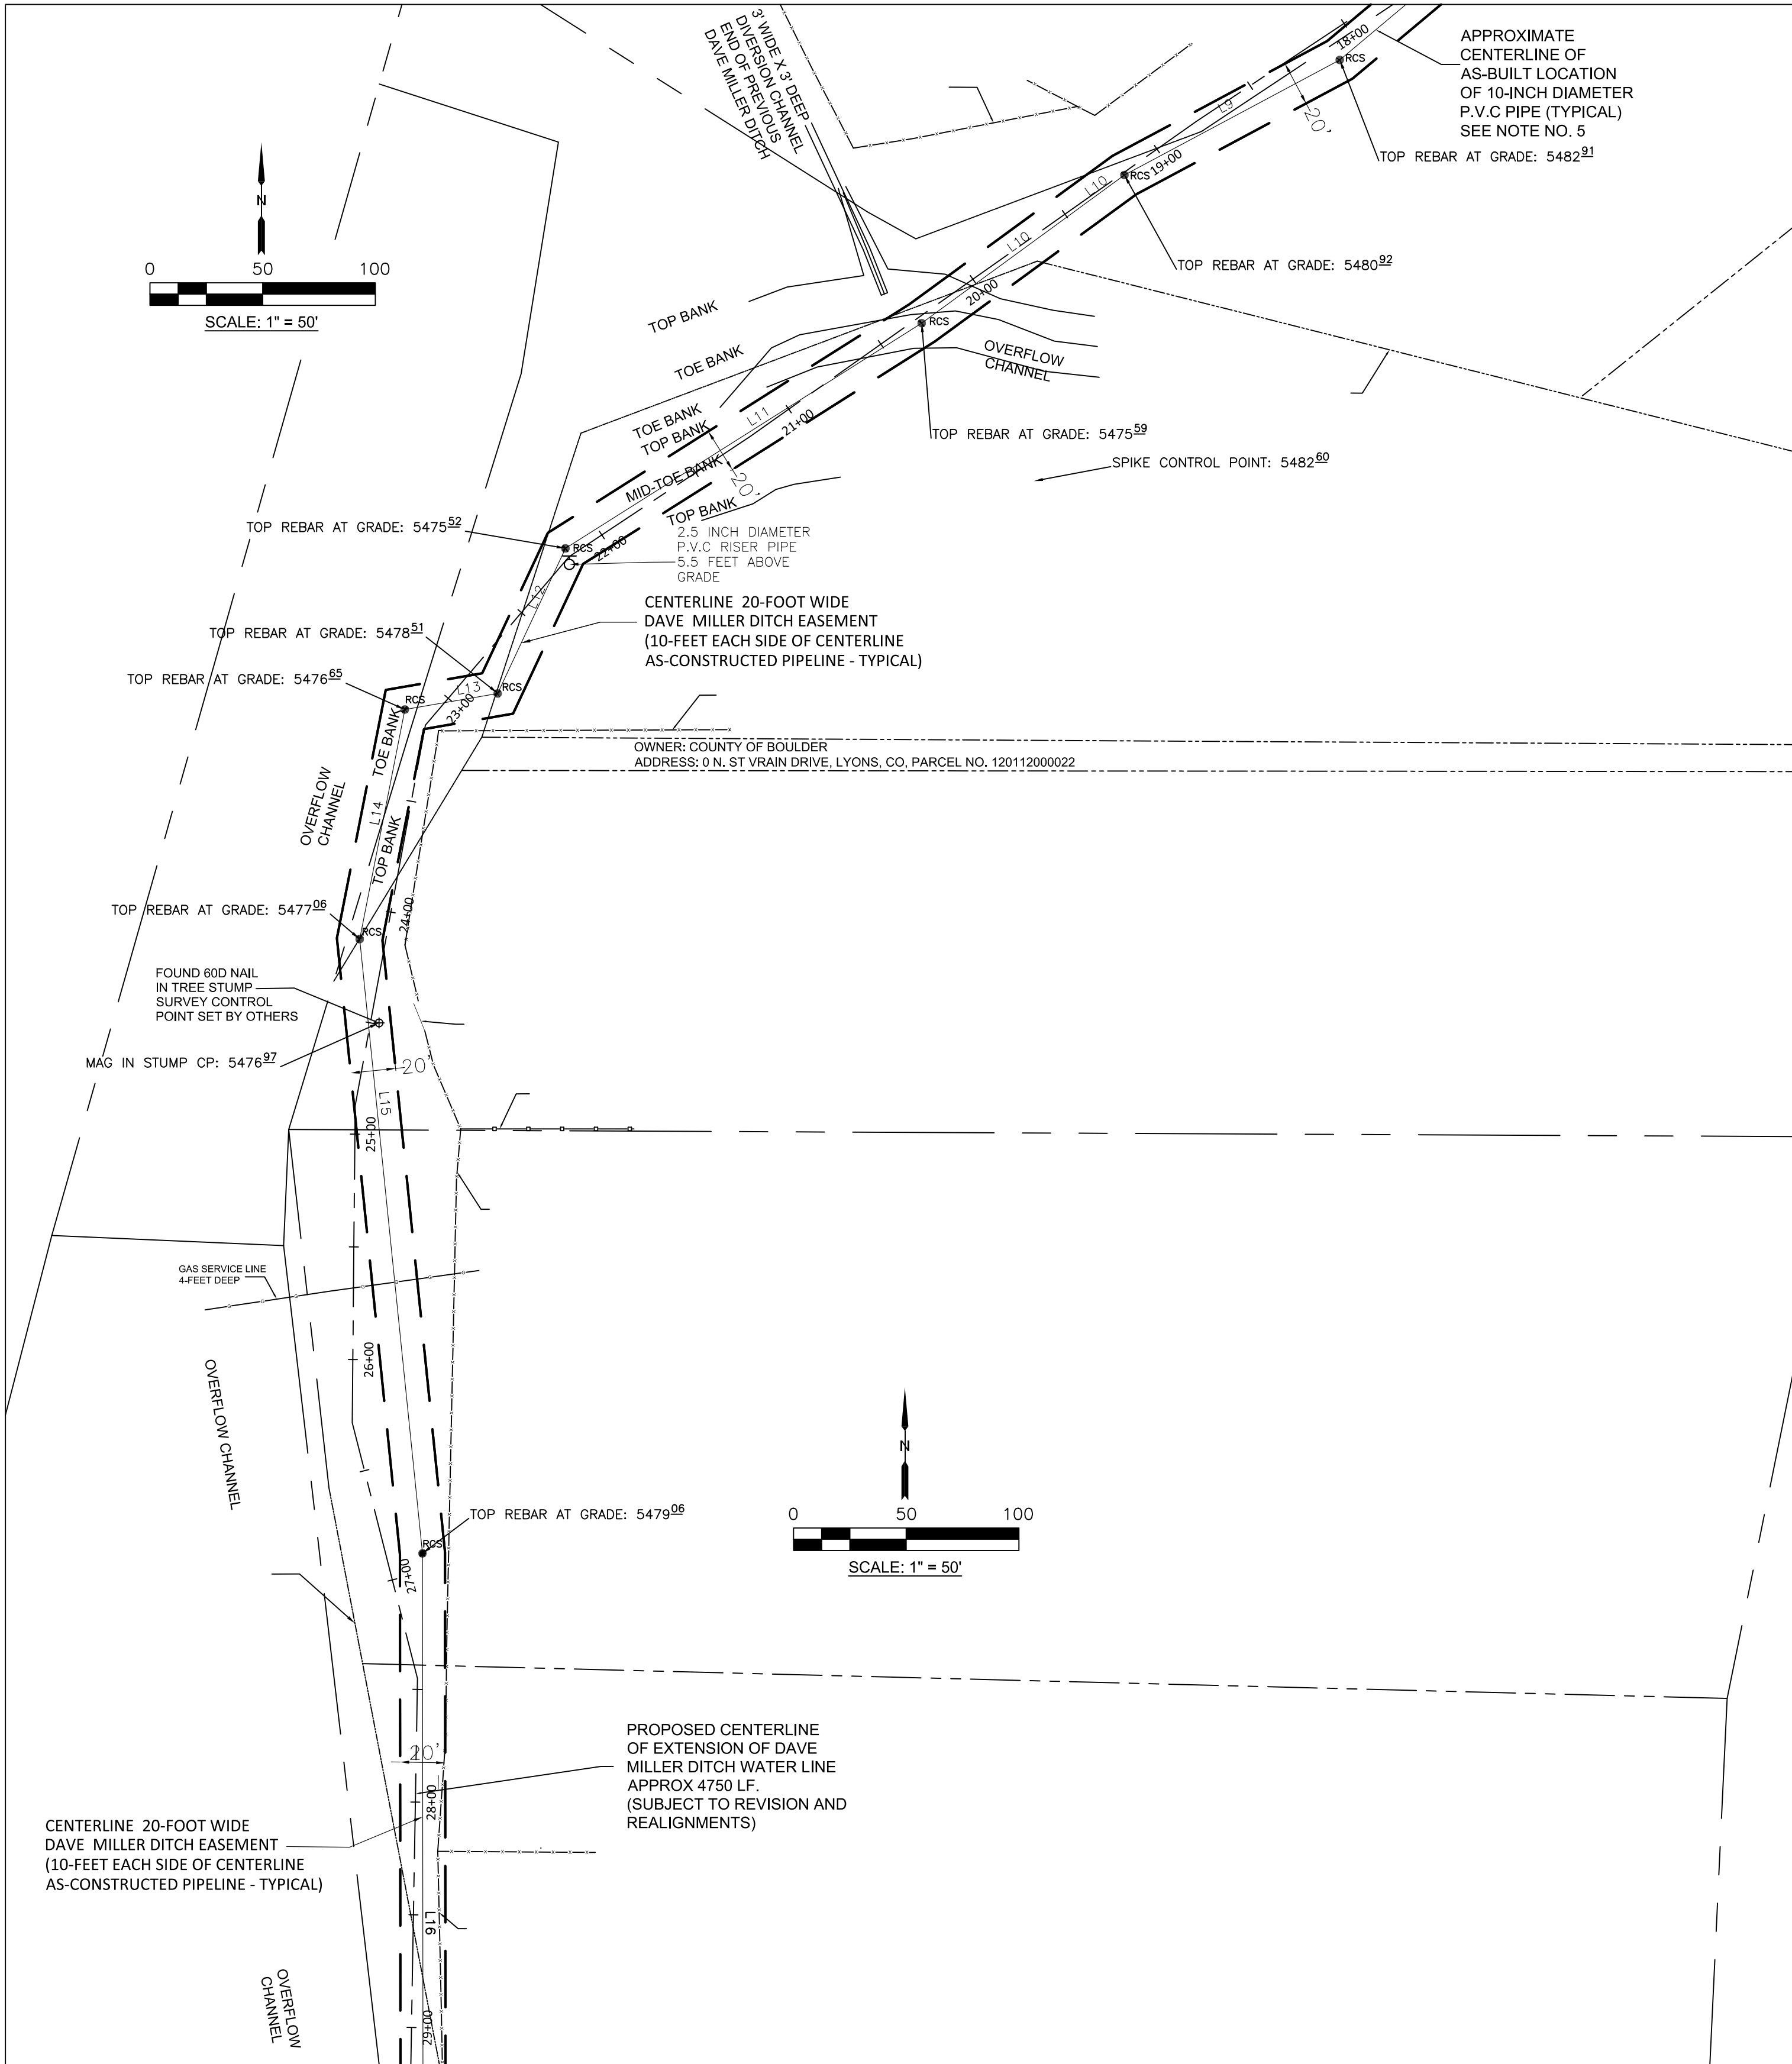 3' WIDE X 3' DEEP
DIVERSION CHANNEL
END OF PREVIOUS
DAVE MILLER DITCH
18+00
RCS
APPROXIMATE
CENTERLINE OF
AS-BUILT LOCATION
OF 10-INCH DIAMETER
P.V.C PIPE (TYPICAL)
SEE NOTE NO. 5
L9
20'
TOP REBAR AT GRADE: 5482 91
19+00
RCS
L10
N
0 50 100
SCALE: 1" = 50'
L10
TOP REBAR AT GRADE: 5480 92
20+00
RCS
TOP BANK
TOE BANK
OVERFLOW
CHANNEL
L11
21+00
TOE BANK
TOP BANK
TOP REBAR AT GRADE: 5475 59
SPIKE CONTROL POINT: 5482 60
MID-TOE BANK
20'
TOP BANK
TOP REBAR AT GRADE: 5475 52
RCS
22+00
2.5 INCH DIAMETER
P.V.C RISER PIPE
5.5 FEET ABOVE
GRADE
L12
CENTERLINE 20-FOOT WIDE
DAVE MILLER DITCH EASEMENT
(10-FEET EACH SIDE OF CENTERLINE
AS-CONSTRUCTED PIPELINE - TYPICAL)
TOP REBAR AT GRADE: 5478 51
TOP REBAR AT GRADE: 5476 65
RCS
L13
RCS
23+00
OWNER: COUNTY OF BOULDER
ADDRESS: 0 N. ST VRAIN DRIVE, LYONS, CO, PARCEL NO. 120112000022
TOE BANK
OVERFLOW
CHANNEL
L14
TOP BANK
24+00
TOP REBAR AT GRADE: 5477 06
RCS
FOUND 60D NAIL
IN TREE STUMP
SURVEY CONTROL
POINT SET BY OTHERS
MAG IN STUMP CP: 5476 97
20'
L15
25+00
GAS SERVICE LINE
4-FEET DEEP
26+00
OVERFLOW CHANNEL
N
0 50 100
SCALE: 1" = 50'
TOP REBAR AT GRADE: 5479 06
RCS
27+00
PROPOSED CENTERLINE
OF EXTENSION OF DAVE
MILLER DITCH WATER LINE
APPROX 4750 LF.
(SUBJECT TO REVISION AND
REALIGNMENTS)
20'
28+00
CENTERLINE 20-FOOT WIDE
DAVE MILLER DITCH EASEMENT
(10-FEET EACH SIDE OF CENTERLINE
AS-CONSTRUCTED PIPELINE - TYPICAL)
L16
OVERFLOW
CHANNEL
29+00